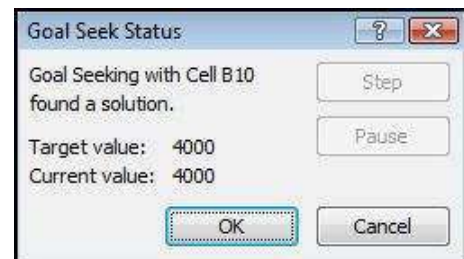 Goal Seek Status
?
Goal Seeking with Cell B10
found a solution.
Step
Pause
Target value: 4000
Current value: 4000
OK
Cancel